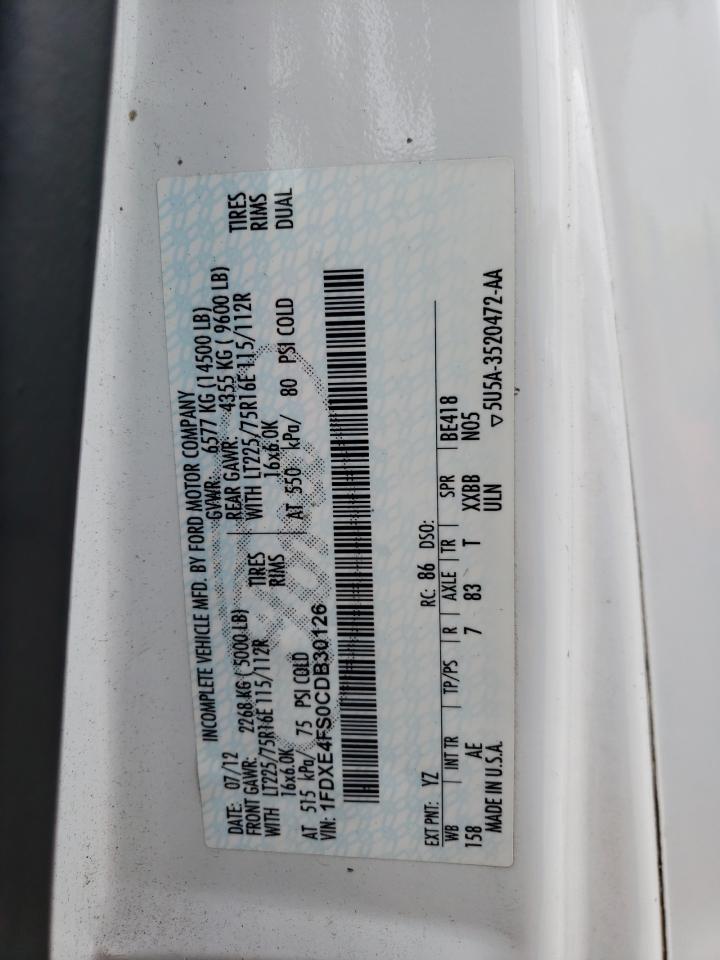 INCOMPLETE VEHICLE MFD. BY FORD MOTOR COMPANY
DATE: 07/12 GVWR: 6577 KG (14500 LB)
FRONT GAWR: 2268 KG ( 5000 LB) REAR GAWR: 4355 KG ( 9600 LB)
WITH LT225/75R16E 115/112R TIRES WITH LT225/75R16E 115/112R TIRES
16x6.0K RIMS 16x6.0K RIMS
AT 515 kPa/ 75 PSI COLD AT 550 kPa/ 80 PSI COLD DUAL
VIN: 1FDXE4FS0CDB30126
EXT PNT: YZ RC: 86 DSO:
WB INT TR TP/PS R AXLE TR SPR BE418
158 AE 7 83 T XXBB N05
MADE IN U.S.A. ULN
▽5U5A-3520472-AA